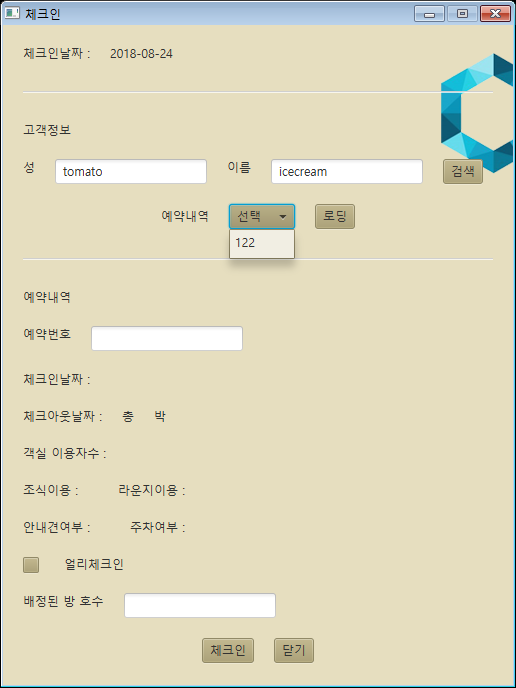 체크인
체크인날짜 : 2018-08-24
고객정보
성 tomato 이름 icecream 검색
예약내역 선택 로딩
122
예약내역
예약번호
체크인날짜 :
체크아웃날짜 : 총 박
객실 이용자수 :
조식이용 : 라운지이용 :
안내견여부 : 주차여부 :
얼리체크인
배정된 방 호수
체크인 닫기